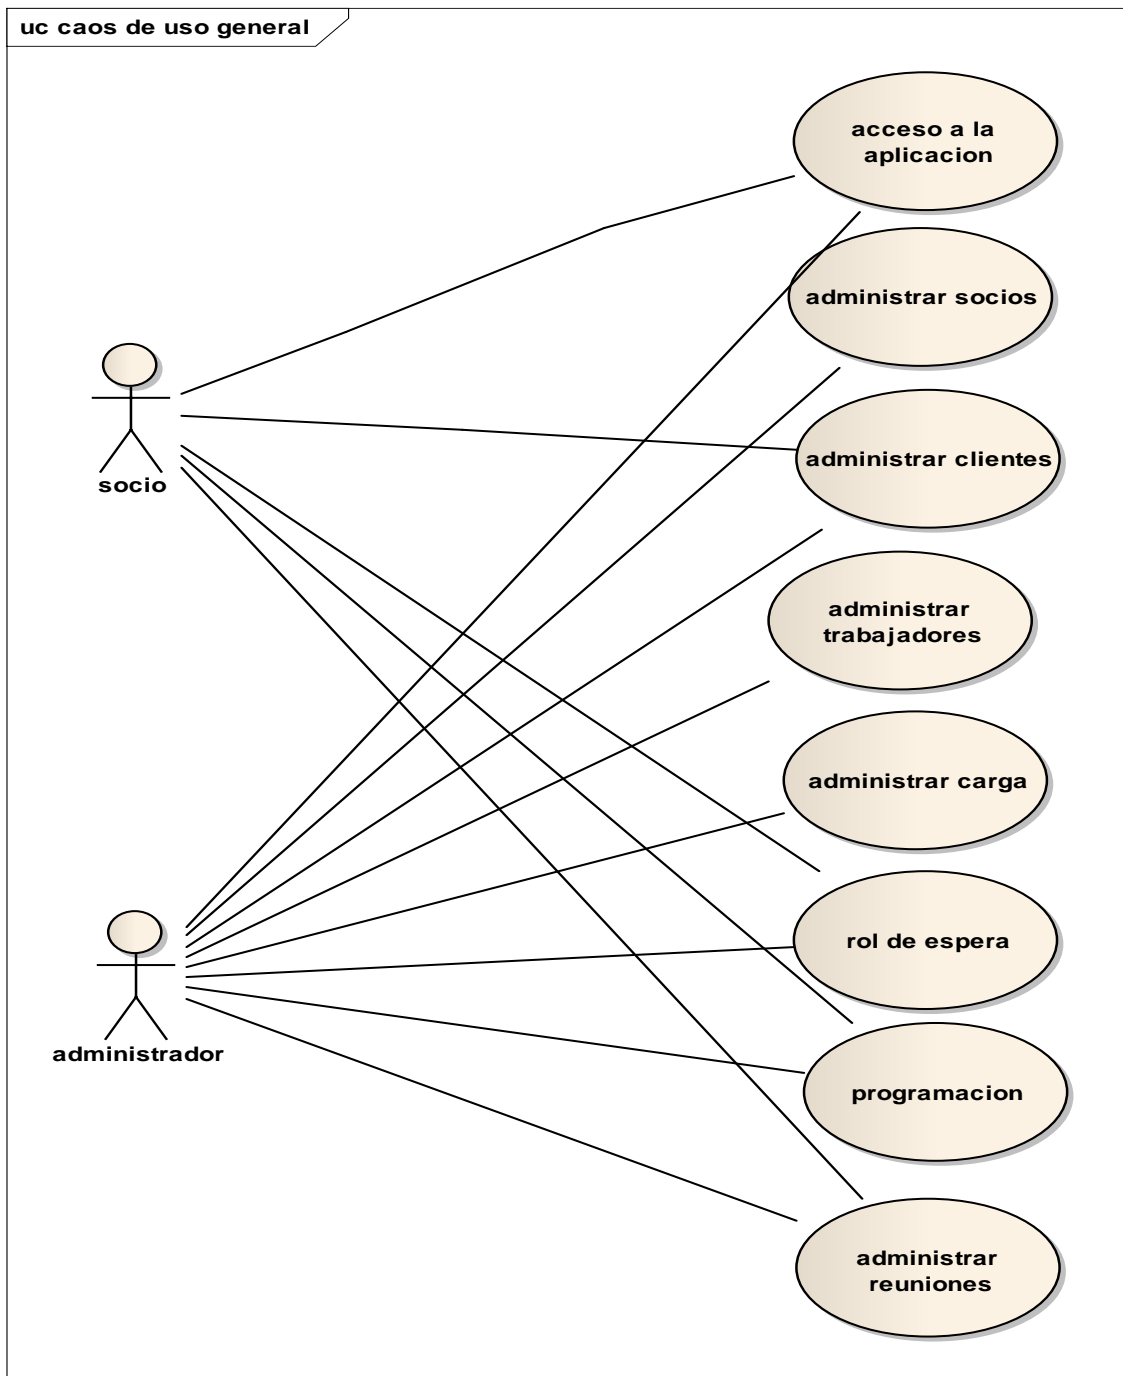 uc caos de uso general
acceso a la
aplicacion
administrar socios
socio
administrar clientes
administrar
trabajadores
administrar carga
rol de espera
administrador
programacion
administrar
reuniones